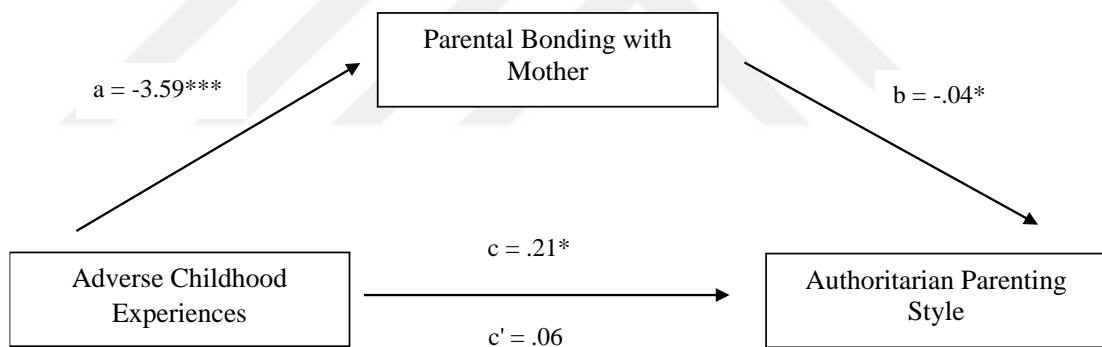 Parental Bonding with
Mother
a = -3.59***
b = -.04*
c = .21*
Adverse Childhood
Experiences
Authoritarian Parenting
Style
c' = .06